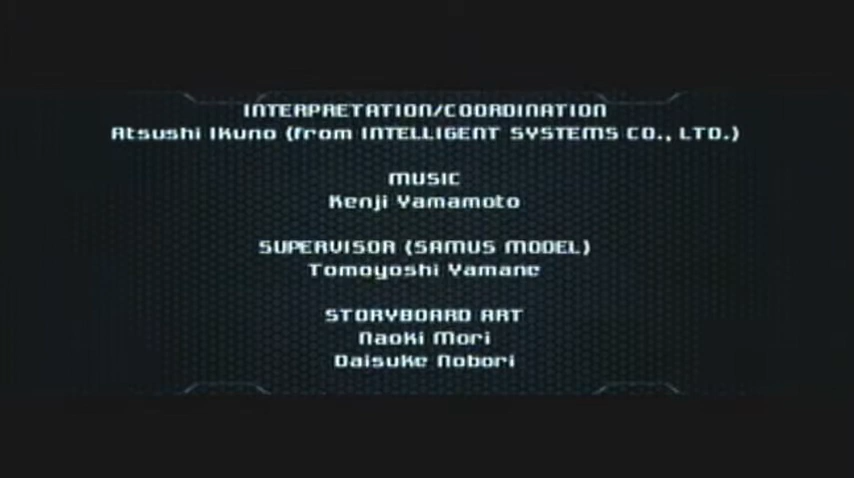 INTERPRETATION/COORDINATION
Atsushi Ikuno (from INTELLIGENT SYSTEMS CO., LTD.)
MUSIC
Kenji Yamamoto
SUPERVISOR (SAMUS MODEL)
Tomoyoshi Yamane
STORYBOARD ART
Naoki Mori
Daisuke Nobori